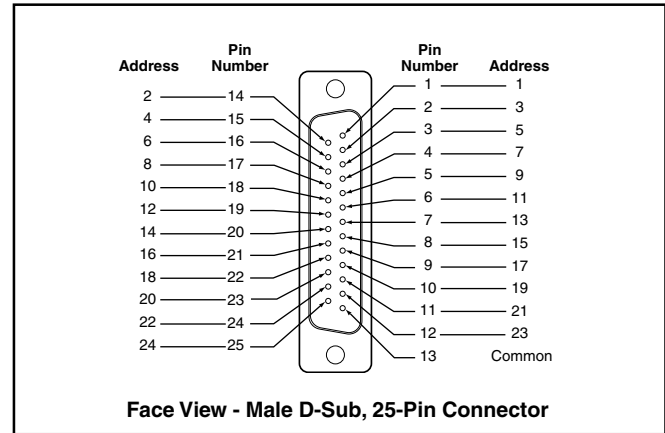 Address Pin Number Pin Number Address
2 14 1 1
4 15 2 3
6 16 3 5
8 17 4 7
10 18 5 9
12 19 6 11
14 20 7 13
16 21 8 15
18 22 9 17
20 23 10 19
22 24 11 21
24 25 12 23
13 Common
Face View - Male D-Sub, 25-Pin Connector